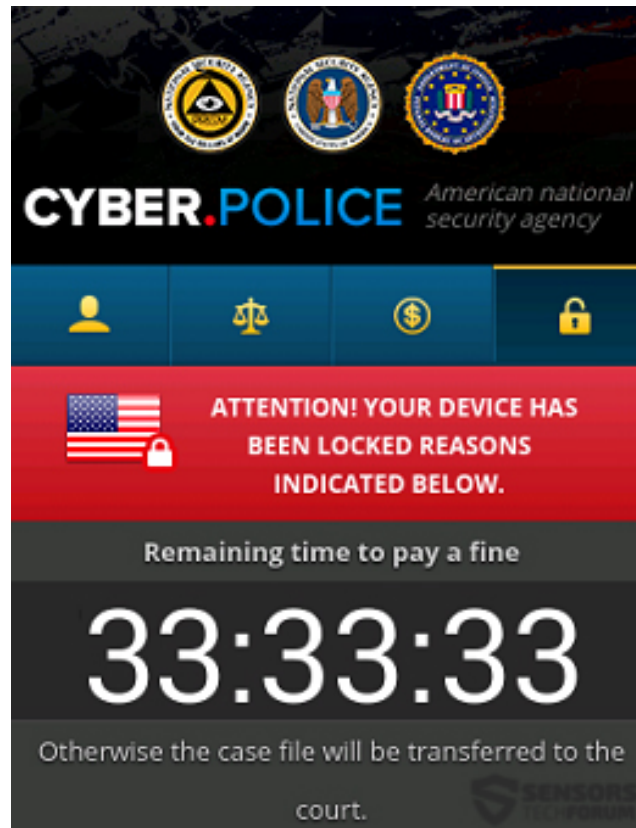 CYBER.POLICE
American national
security agency
ATTENTION! YOUR DEVICE HAS
BEEN LOCKED REASONS
INDICATED BELOW.
Remaining time to pay a fine
33:33:33
Otherwise the case file will be transferred to the
court.
SENSORS
TECHFORUM